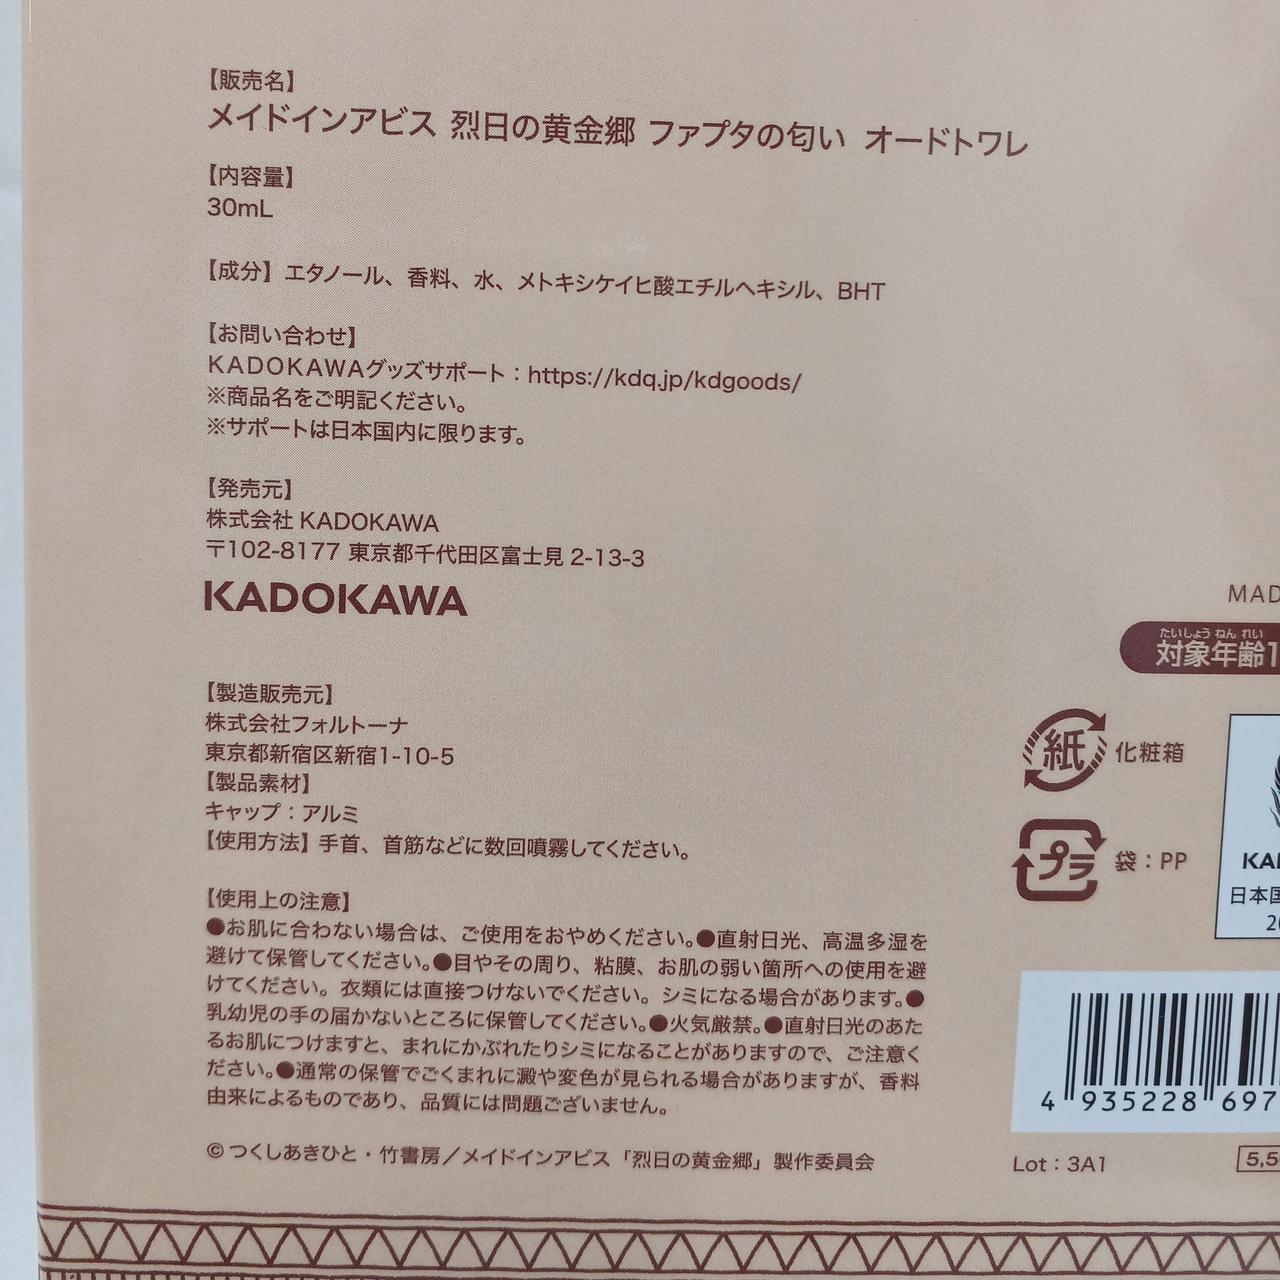 【販売名】
メイドインアビス 烈日の黄金郷 ファプタの匂い オードトワレ
【内容量】
30mL
【成分】エタノール、香料、水、メトキシケイヒ酸エチルヘキシル、BHT
【お問い合わせ】
KADOKAWAグッズサポート：https://kdq.jp/kdgoods/
※商品名をご明記ください。
※サポートは日本国内に限ります。
【発売元】
株式会社 KADOKAWA
〒102-8177 東京都千代田区富士見 2-13-3
KADOKAWA
【製造販売元】
株式会社フォルトーナ
東京都新宿区新宿1-10-5
【製品素材】
キャップ：アルミ
【使用方法】手首、首筋などに数回噴霧してください。
【使用上の注意】
●お肌に合わない場合は、ご使用をおやめください。●直射日光、高温多湿を
避けて保管してください。●目やその周り、粘膜、お肌の弱い箇所への使用を避
けてください。衣類には直接つけないでください。シミになる場合があります。●
乳幼児の手の届かないところに保管してください。●火気厳禁。●直射日光のあた
るお肌につけますと、まれにかぶれたりシミになることがありますので、ご注意く
ださい。●通常の保管でごくまれに澱や変色が見られる場合がありますが、香料
由来によるものであり、品質には問題ございません。
© つくしあきひと・竹書房／メイドインアビス「烈日の黄金郷」製作委員会
MAD
たいしょう ねん れい
対象年齢1
紙 化粧箱
プラ 袋：PP
KA
日本国
20
4 935228 697
Lot：3A1
5,5